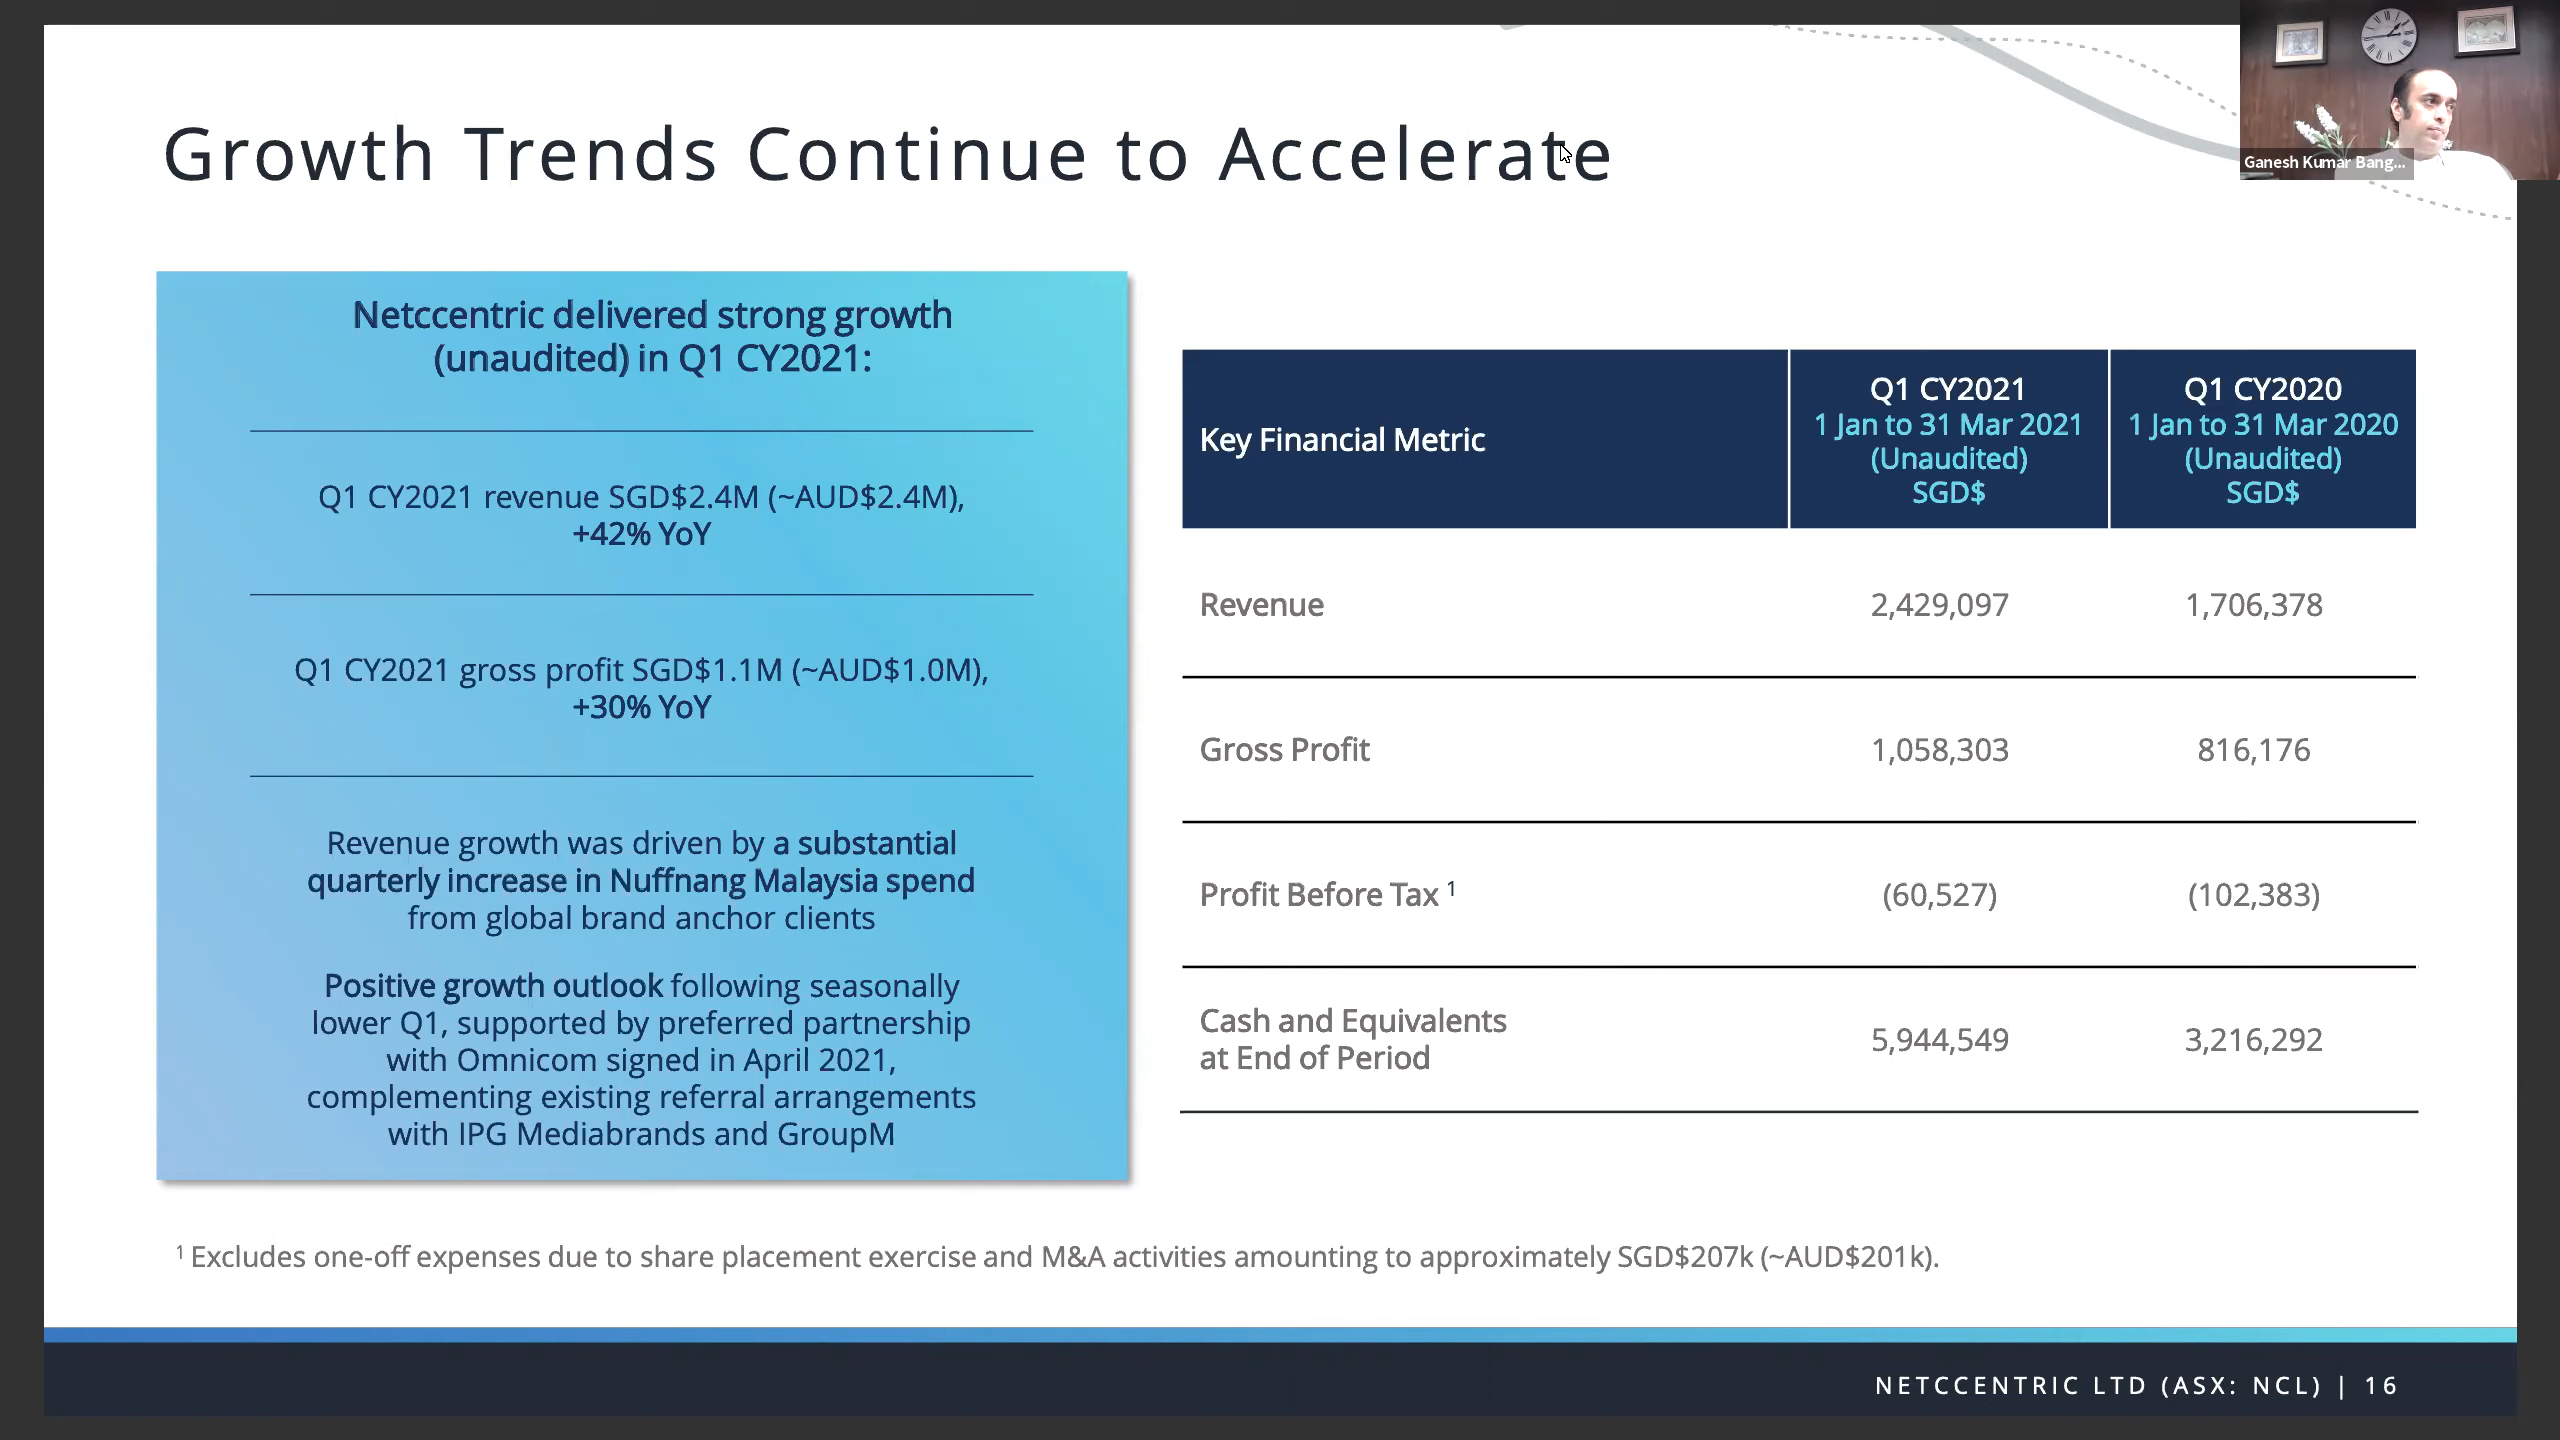 Growth Trends Continue to Accelerate
Ganesh Kumar Bang...
Netccentric delivered strong growth
(unaudited) in Q1 CY2021:
Q1 CY2021 revenue SGD$2.4M (~AUD$2.4M),
+42% YoY
Q1 CY2021 gross profit SGD$1.1M (~AUD$1.0M),
+30% YoY
Revenue growth was driven by a substantial
quarterly increase in Nuffnang Malaysia spend
from global brand anchor clients
Positive growth outlook following seasonally
lower Q1, supported by preferred partnership
with Omnicom signed in April 2021,
complementing existing referral arrangements
with IPG Mediabrands and GroupM
Key Financial Metric
Q1 CY2021
1 Jan to 31 Mar 2021
(Unaudited)
SGD$
Q1 CY2020
1 Jan to 31 Mar 2020
(Unaudited)
SGD$
Revenue 2,429,097 1,706,378
Gross Profit 1,058,303 816,176
Profit Before Tax ¹ (60,527) (102,383)
Cash and Equivalents
at End of Period 5,944,549 3,216,292
¹ Excludes one-off expenses due to share placement exercise and M&A activities amounting to approximately SGD$207k (~AUD$201k).
NETCCENTRIC LTD (ASX: NCL) | 16